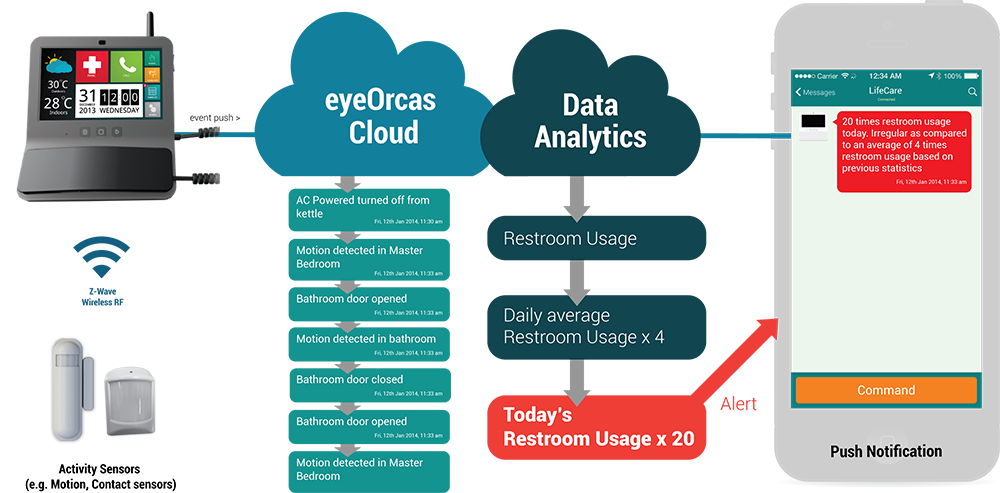 30°C
Outdoors
28°C
Indoors
31
DECEMBER
2013
12:00
WEDNESDAY
event push >
Z-Wave
Wireless RF
Activity Sensors
(e.g. Motion, Contact sensors)
eyeOrcas
Cloud
AC Powered turned off from
kettle
Fri, 12th Jan 2014, 11:30 am
Motion detected in Master
Bedroom
Fri, 12th Jan 2014, 11:33 am
Bathroom door opened
Fri, 12th Jan 2014, 11:33 am
Motion detected in bathroom
Fri, 12th Jan 2014, 11:33 am
Bathroom door closed
Fri, 12th Jan 2014, 11:33 am
Bathroom door opened
Fri, 12th Jan 2014, 11:33 am
Motion detected in Master
Bedroom
Fri, 12th Jan 2014, 11:33 am
Data
Analytics
Restroom Usage
Daily average
Restroom Usage x 4
Today's
Restroom Usage x 20
Alert
Carrier 12:34 AM 100%
Messages
LifeCare
Connected
20 times restroom usage
today. Irregular as compared
to an average of 4 times
restroom usage based on
previous statistics
Fri, 12th Jan 2014, 11:33 am
Command
Push Notification